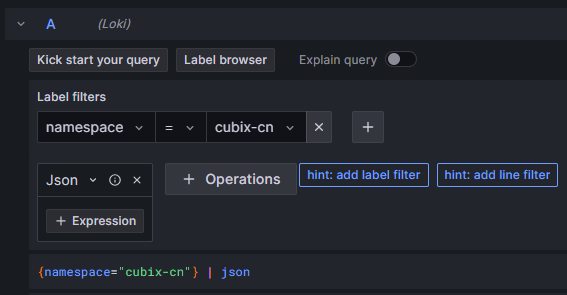 A (Loki)
Kick start your query Label browser Explain query
Label filters
namespace = cubix-cn × +
Json × + Operations hint: add label filter hint: add line filter
+ Expression
{namespace="cubix-cn"} | json